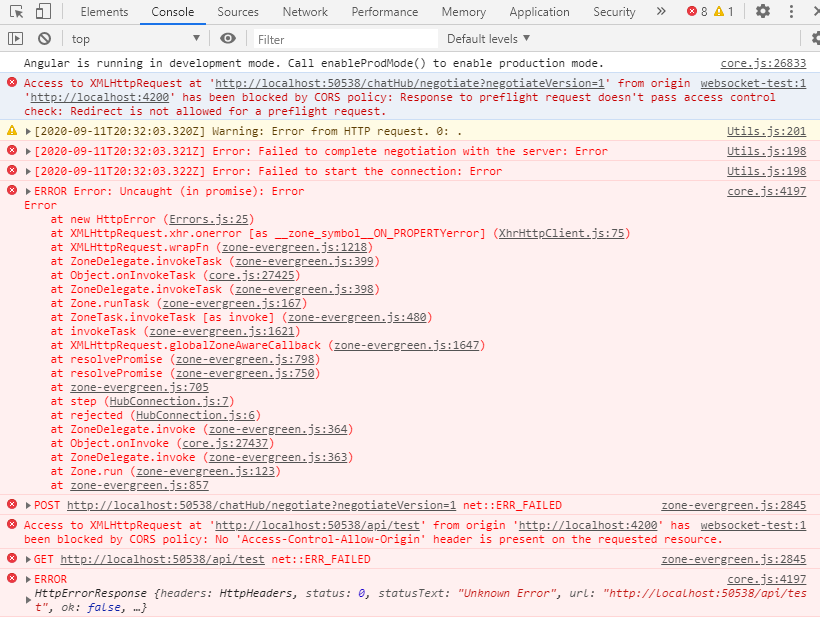 Elements Console Sources Network Performance Memory Application Security » 8 1
top Filter Default levels
Angular is running in development mode. Call enableProdMode() to enable production mode. core.js:26833
Access to XMLHttpRequest at 'http://localhost:50538/chatHub/negotiate?negotiateVersion=1' from origin websocket-test:1
'http://localhost:4200' has been blocked by CORS policy: Response to preflight request doesn't pass access control
check: Redirect is not allowed for a preflight request.
[2020-09-11T20:32:03.320Z] Warning: Error from HTTP request. 0: . Utils.js:201
[2020-09-11T20:32:03.321Z] Error: Failed to complete negotiation with the server: Error Utils.js:198
[2020-09-11T20:32:03.322Z] Error: Failed to start the connection: Error Utils.js:198
ERROR Error: Uncaught (in promise): Error core.js:4197
Error
at new HttpError (Errors.js:25)
at XMLHttpRequest.xhr.onerror [as __zone_symbol__ON_PROPERTYerror] (XhrHttpClient.js:75)
at XMLHttpRequest.wrapFn (zone-evergreen.js:1218)
at ZoneDelegate.invokeTask (zone-evergreen.js:399)
at Object.onInvokeTask (core.js:27425)
at ZoneDelegate.invokeTask (zone-evergreen.js:398)
at Zone.runTask (zone-evergreen.js:167)
at ZoneTask.invokeTask [as invoke] (zone-evergreen.js:480)
at invokeTask (zone-evergreen.js:1621)
at XMLHttpRequest.globalZoneAwareCallback (zone-evergreen.js:1647)
at resolvePromise (zone-evergreen.js:798)
at resolvePromise (zone-evergreen.js:750)
at zone-evergreen.js:705
at step (HubConnection.js:7)
at rejected (HubConnection.js:6)
at ZoneDelegate.invoke (zone-evergreen.js:364)
at Object.onInvoke (core.js:27437)
at ZoneDelegate.invoke (zone-evergreen.js:363)
at Zone.run (zone-evergreen.js:123)
at zone-evergreen.js:857
POST http://localhost:50538/chatHub/negotiate?negotiateVersion=1 net::ERR_FAILED zone-evergreen.js:2845
Access to XMLHttpRequest at 'http://localhost:50538/api/test' from origin 'http://localhost:4200' has websocket-test:1
been blocked by CORS policy: No 'Access-Control-Allow-Origin' header is present on the requested resource.
GET http://localhost:50538/api/test net::ERR_FAILED zone-evergreen.js:2845
ERROR core.js:4197
HttpErrorResponse {headers: HttpHeaders, status: 0, statusText: "Unknown Error", url: "http://localhost:50538/api/tes
t", ok: false, …}